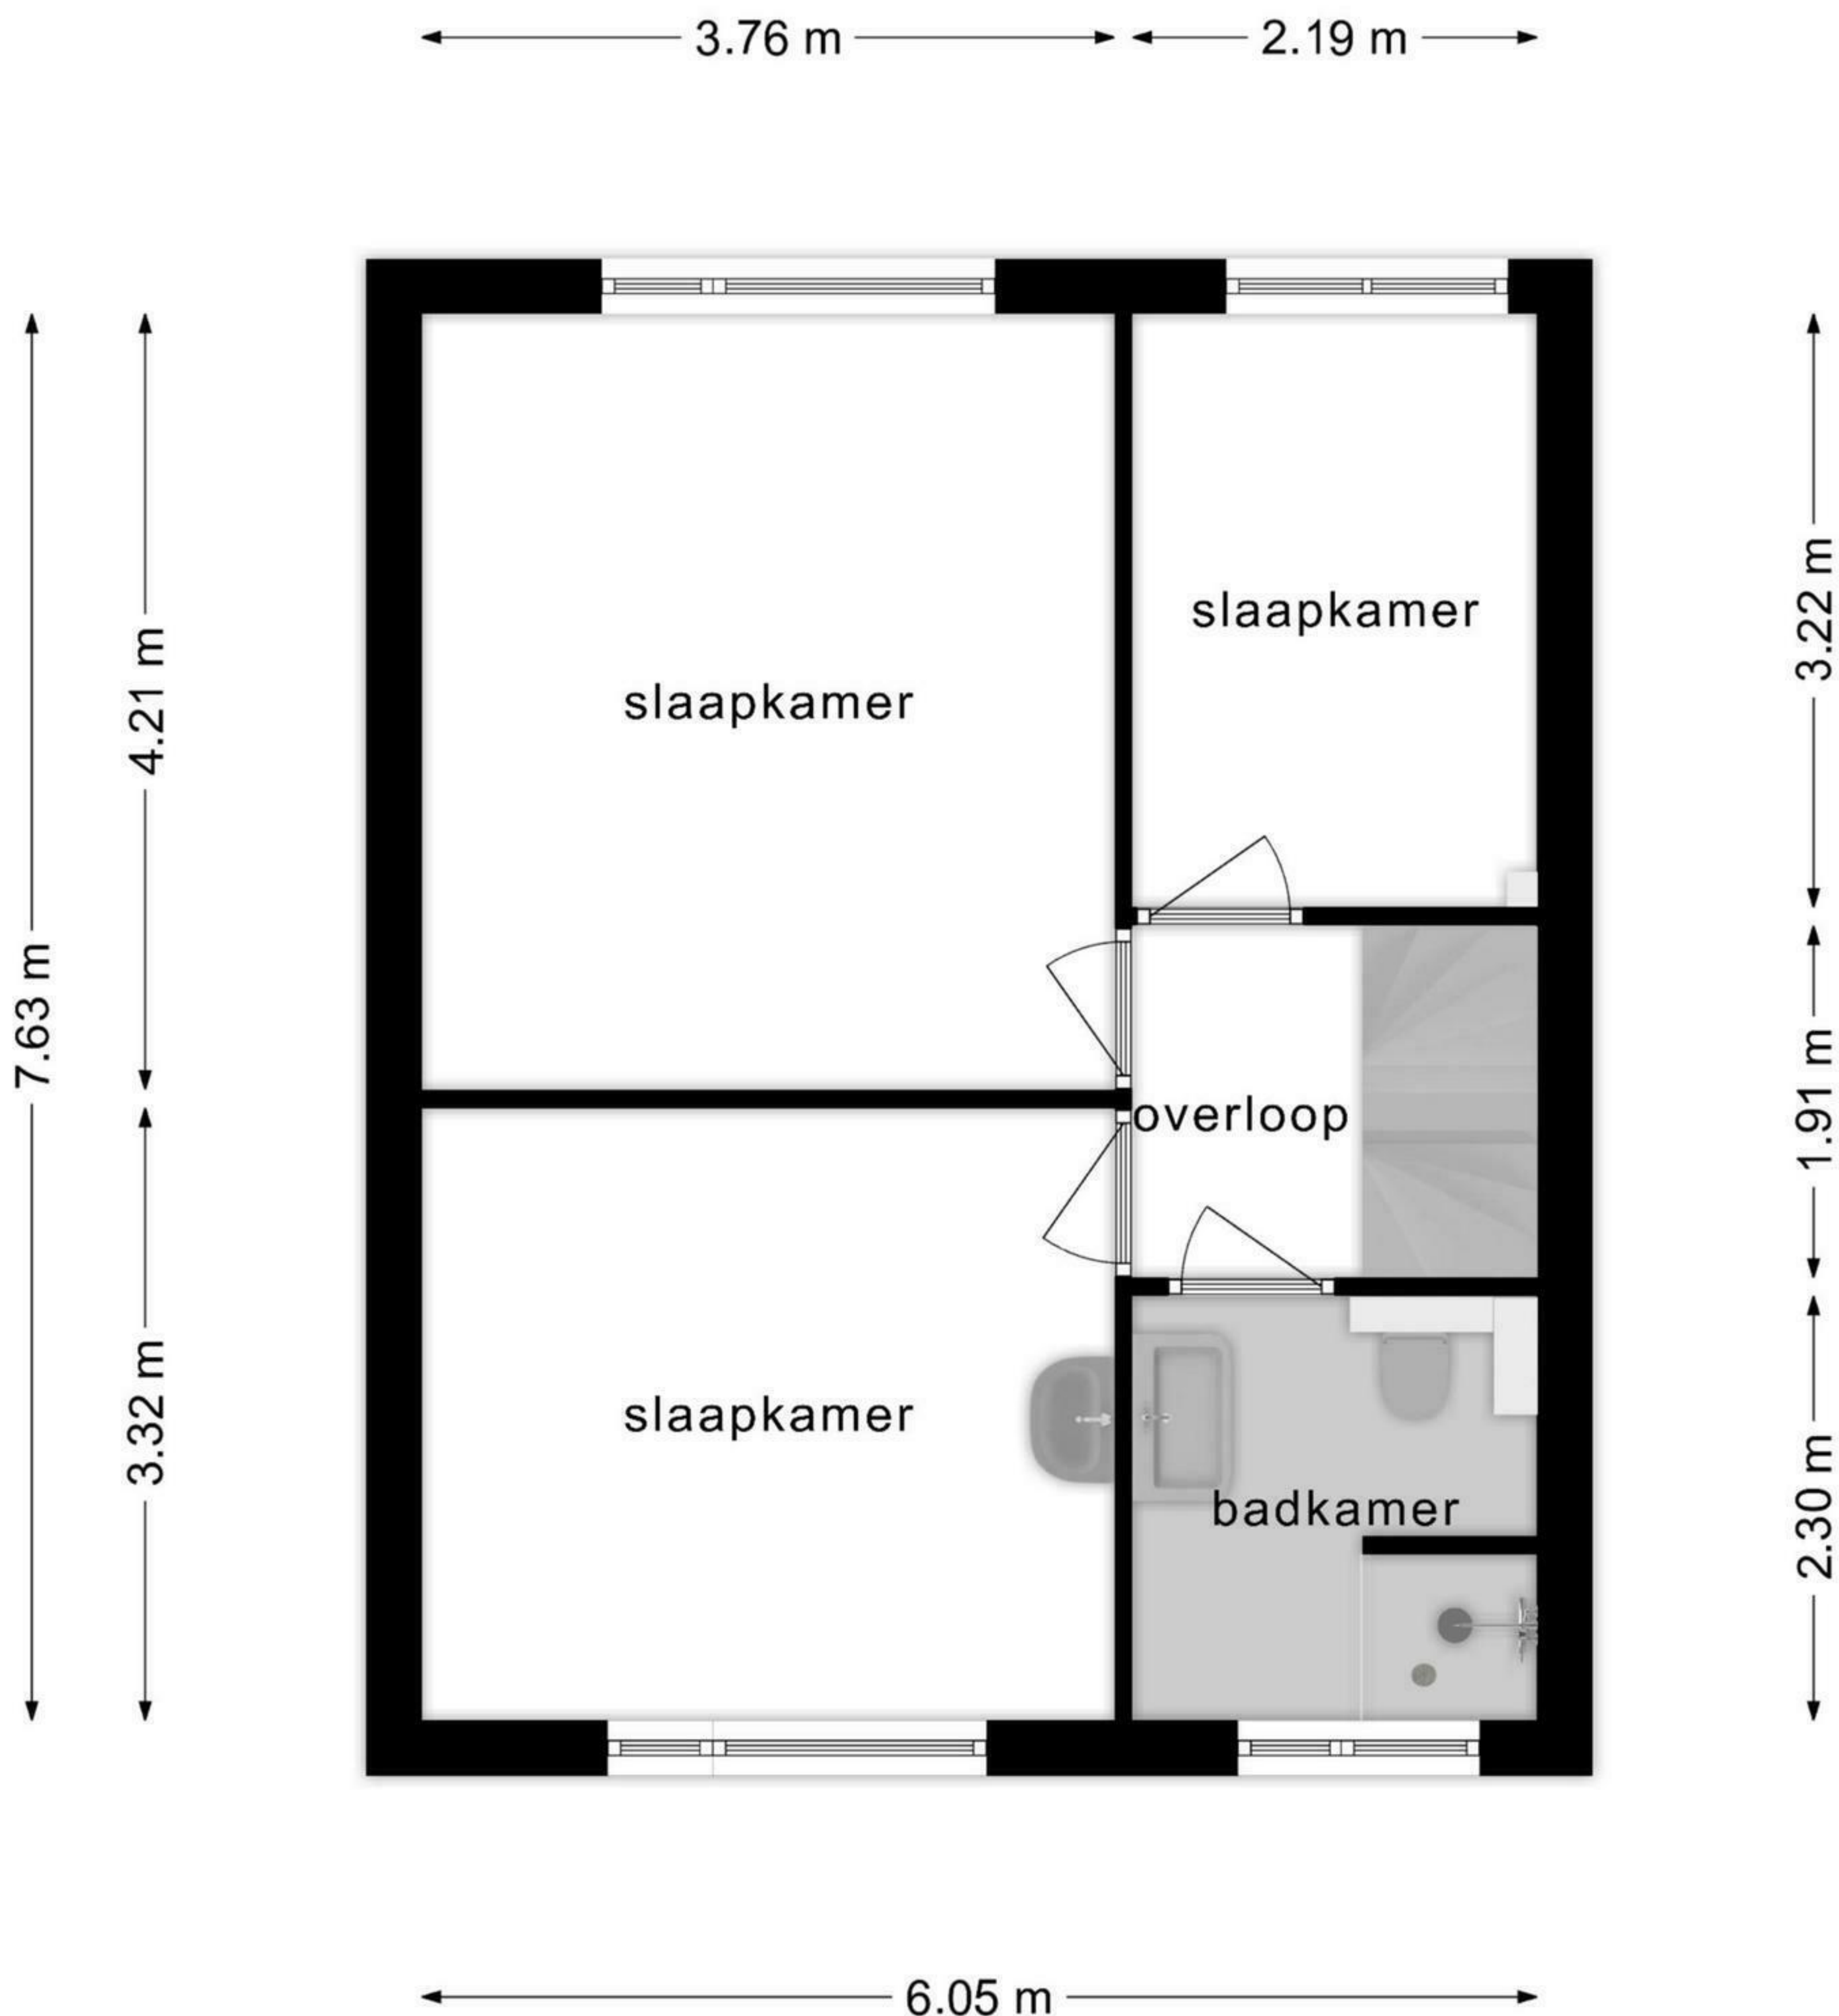 3.76 m
2.19 m
slaapkamer
slaapkamer
3.22 m
4.21 m
7.63 m
overloop
1.91 m
slaapkamer
3.32 m
badkamer
2.30 m
6.05 m